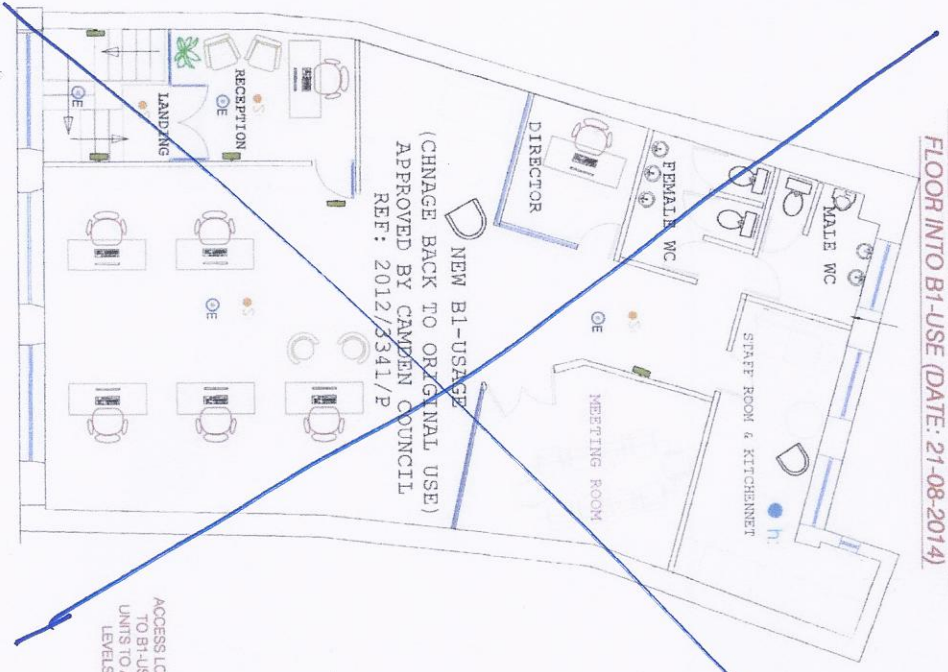 FLOOR INTO B1-USE (DATE: 21-08-2014)
MALE WC
FEMALE WC
STAFF ROOM & KITCHENNET
h
DIRECTOR
E
S
MEETING ROOM
NEW B1-USAGE
(CHNAGE BACK TO ORIGINAL USE)
APPROVED BY CAMDEN COUNCIL
REF: 2012/3341/P
RECEPTION
S
E
LANDING
S
E
S
E
ACCESS
TO B1-US
UNITS TO
LEVELS